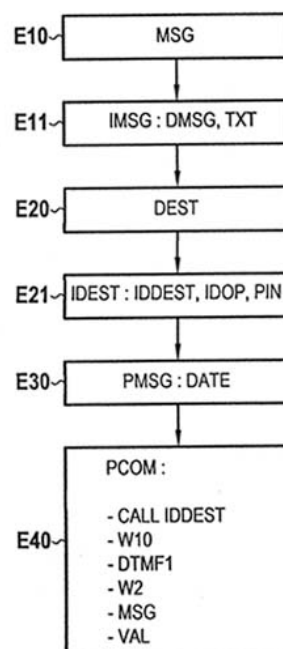 E10 MSG
E11 IMSG : DMSG, TXT
E20 DEST
E21 IDEST : IDDEST, IDOP, PIN
E30 PMSG : DATE
PCOM :
- CALL IDDEST
- W10
E40 - DTMF1
- W2
- MSG
- VAL